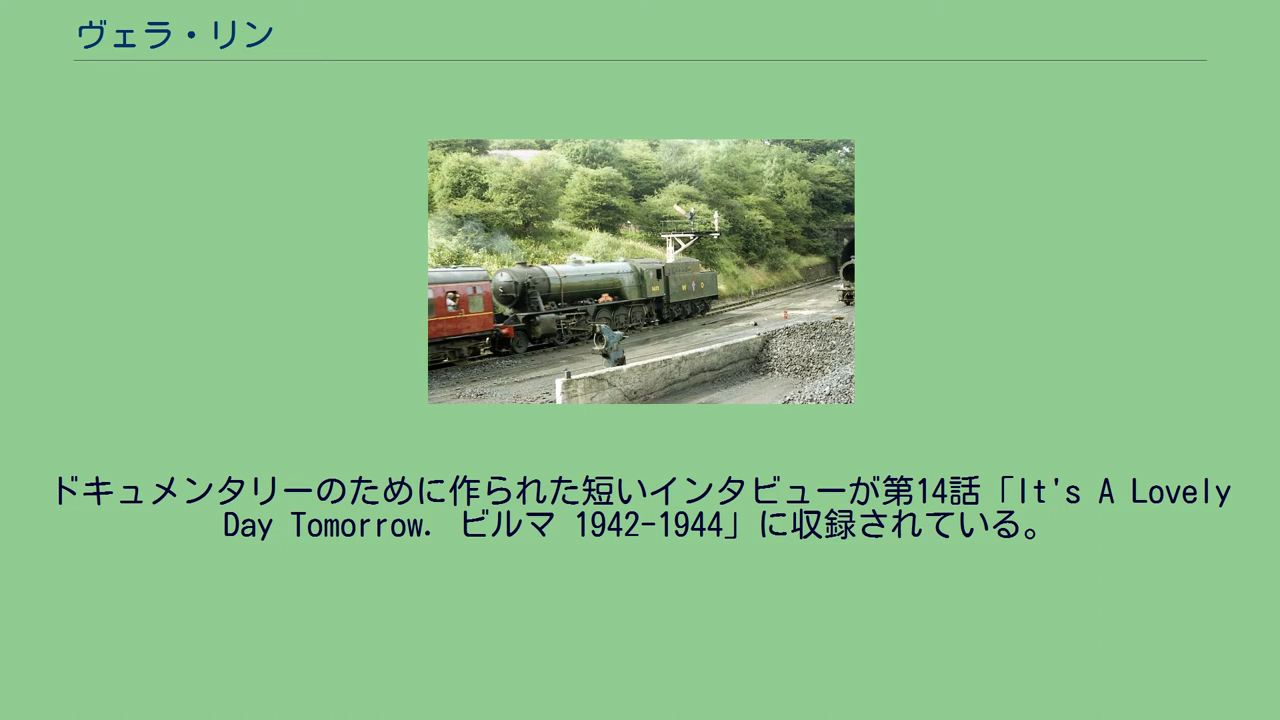 ヴェラ・リン
ドキュメンタリーのために作られた短いインタビューが第14話「It's A Lovely
Day Tomorrow. ビルマ 1942-1944」に収録されている。